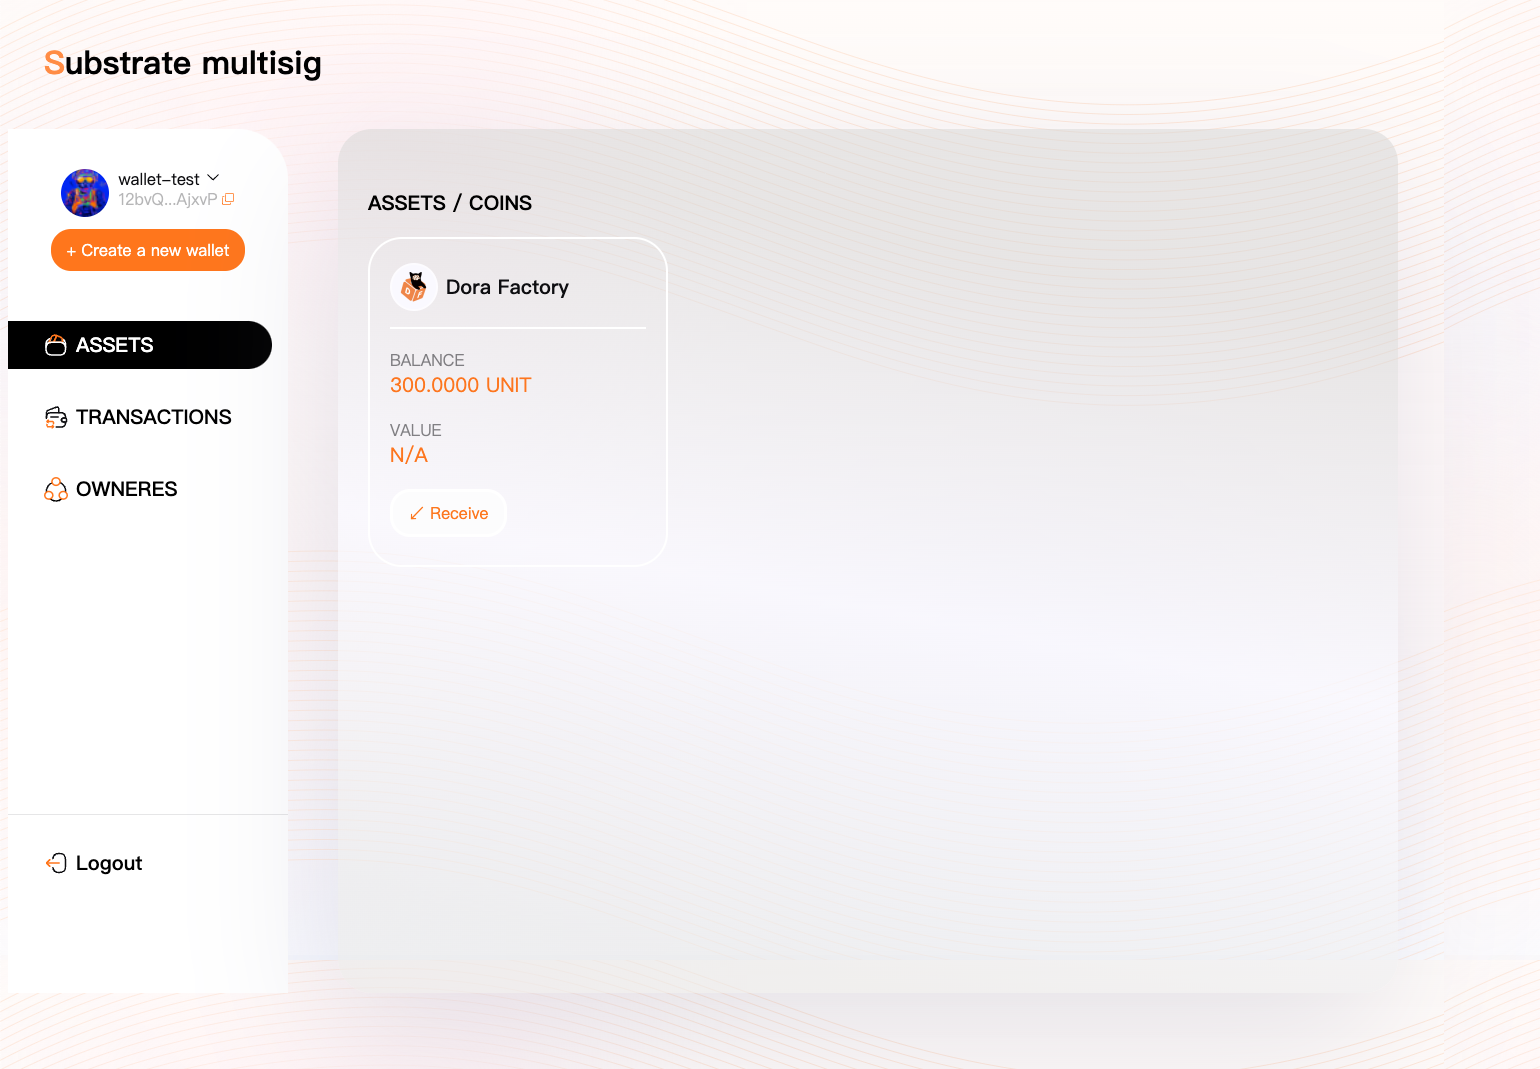 Substrate multisig
wallet-test
12bvQ...AjxvP
+ Create a new wallet
ASSETS
TRANSACTIONS
OWNERES
Logout
ASSETS / COINS
Dora Factory
BALANCE
300.0000 UNIT
VALUE
N/A
Receive